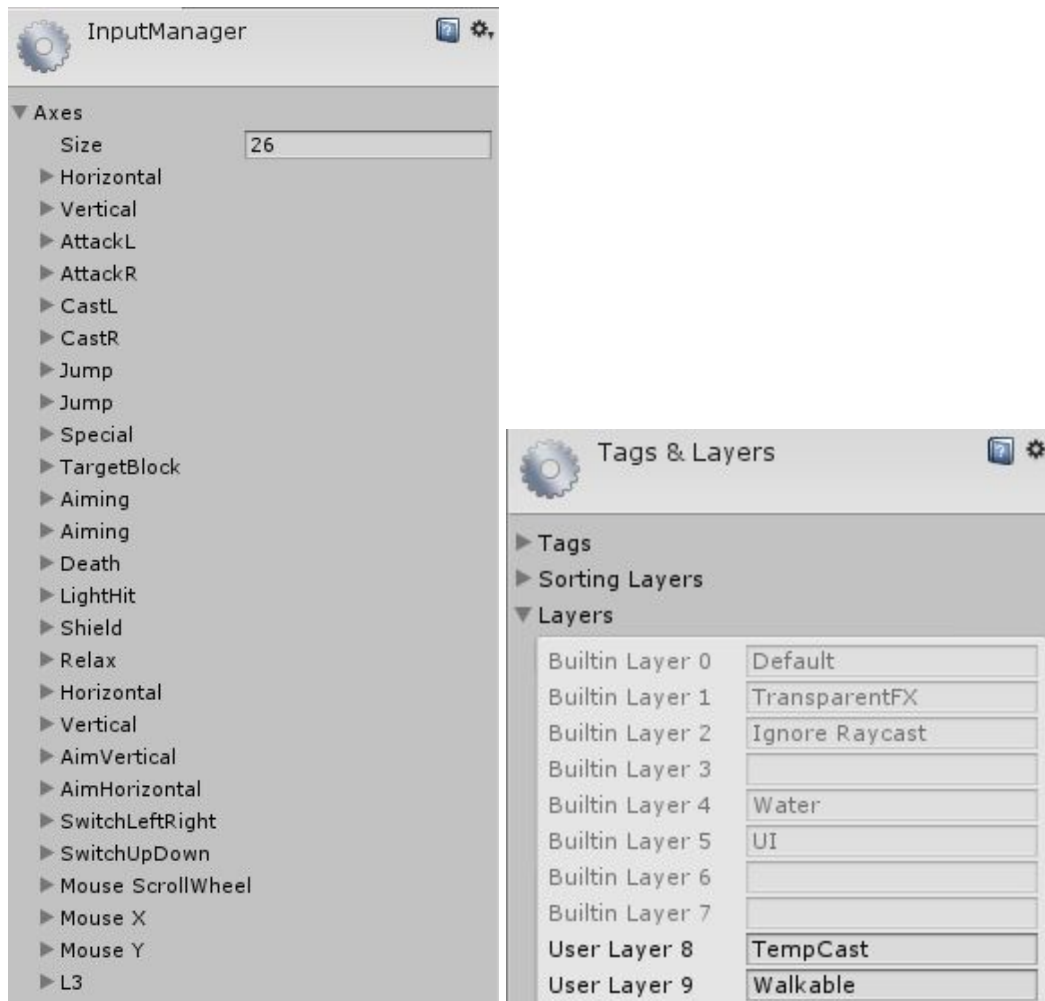 InputManager
Axes
Size 26
Horizontal
Vertical
AttackL
AttackR
CastL
CastR
Jump
Jump
Special
TargetBlock
Aiming
Aiming
Death
LightHit
Shield
Relax
Horizontal
Vertical
AimVertical
AimHorizontal
SwitchLeftRight
SwitchUpDown
Mouse ScrollWheel
Mouse X
Mouse Y
L3
Tags & Layers
Tags
Sorting Layers
Layers
Builtin Layer 0 Default
Builtin Layer 1 TransparentFX
Builtin Layer 2 Ignore Raycast
Builtin Layer 3
Builtin Layer 4 Water
Builtin Layer 5 UI
Builtin Layer 6
Builtin Layer 7
User Layer 8 TempCast
User Layer 9 Walkable